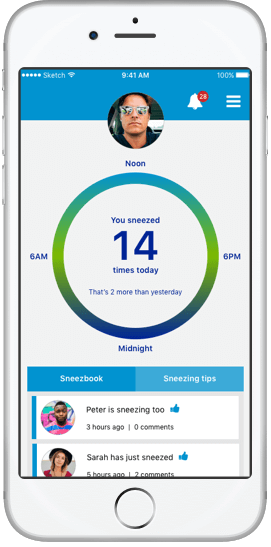 Sketch 9:41 AM 100%
28
Noon
You sneezed
14
times today
That's 2 more than yesterday
6AM
6PM
Midnight
Sneezbook Sneezing tips
Peter is sneezing too
3 hours ago | 0 comments
Sarah has just sneezed
5 hours ago | 2 comments